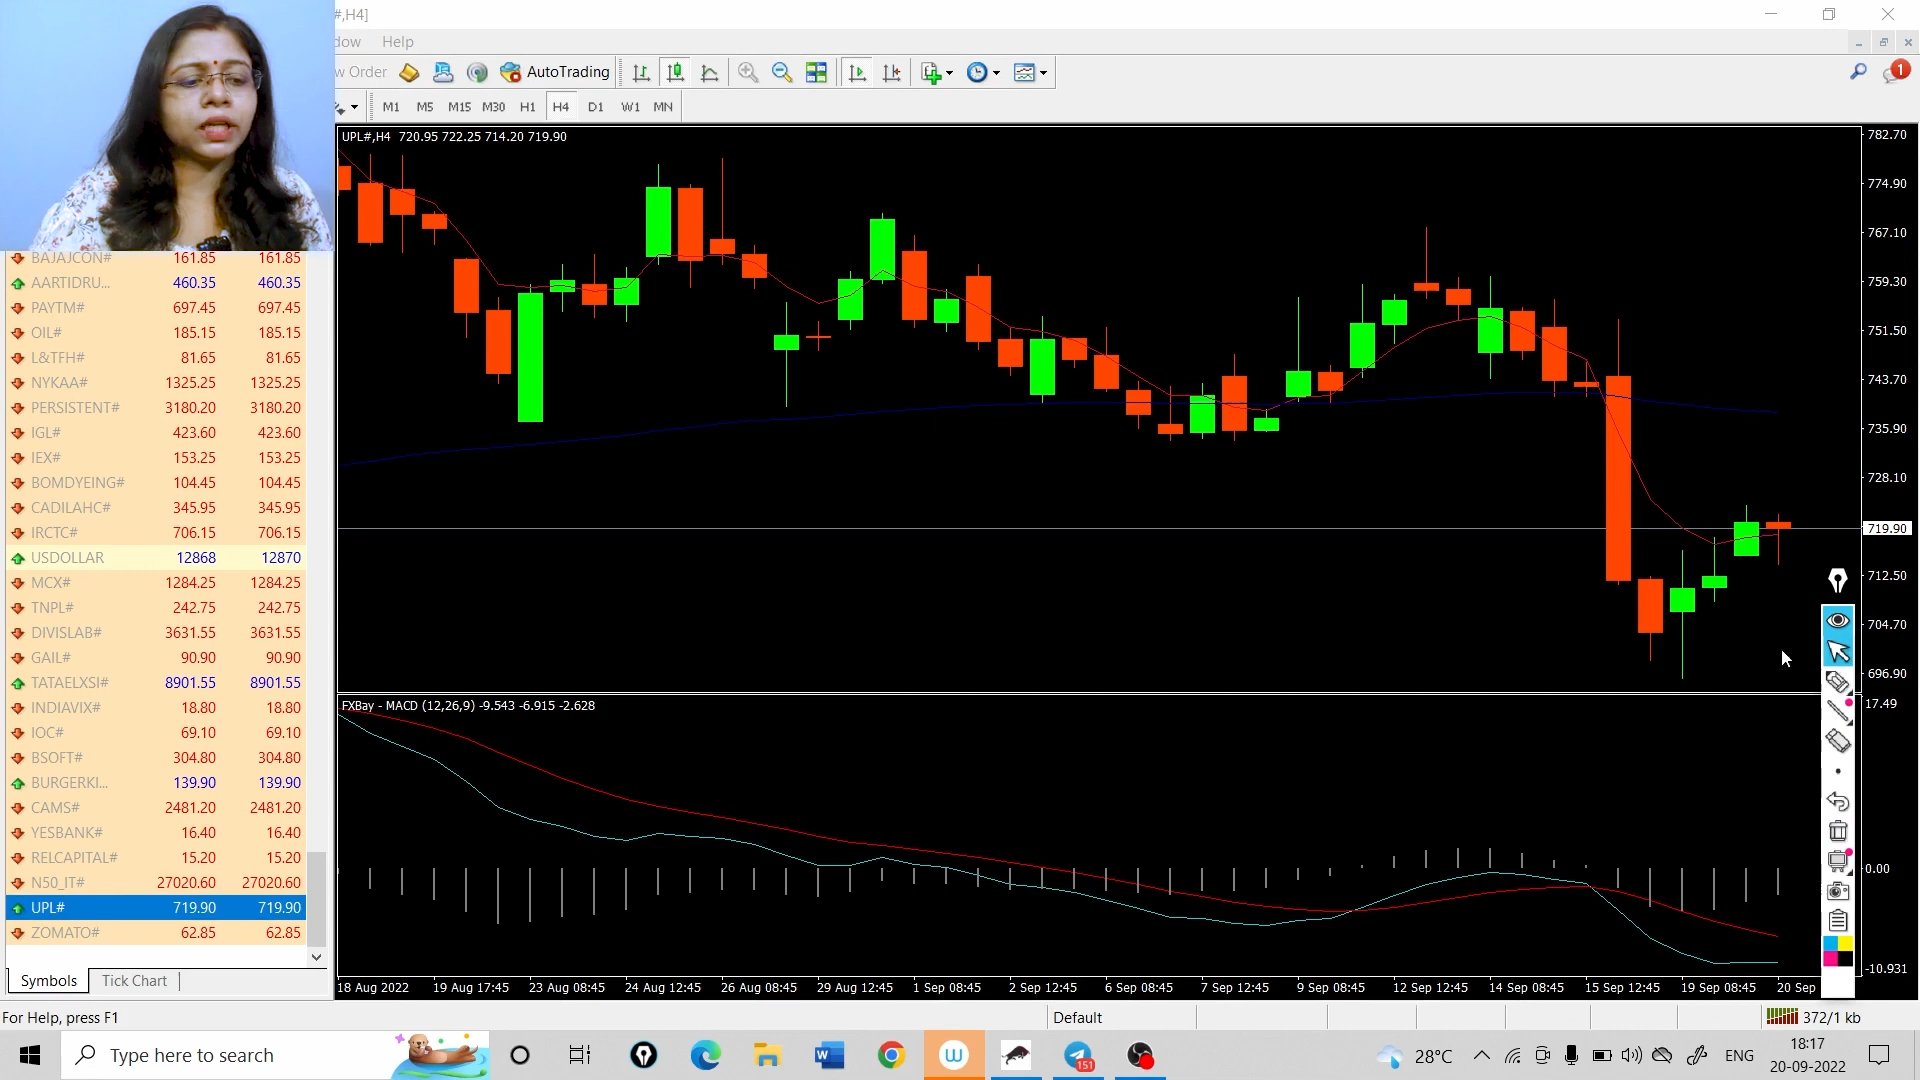 #,H4]
dow Help
w Order AutoTrading
M1 M5 M15 M30 H1 H4 D1 W1 MN
1
UPL#,H4 720.95 722.25 714.20 719.90
782.70
774.90
767.10
759.30
751.50
743.70
735.90
728.10
719.90
712.50
704.70
696.90
BAJAJCON# 161.85 161.85
AARTIDRU... 460.35 460.35
PAYTM# 697.45 697.45
OIL# 185.15 185.15
L&TFH# 81.65 81.65
NYKAA# 1325.25 1325.25
PERSISTENT# 3180.20 3180.20
IGL# 423.60 423.60
IEX# 153.25 153.25
BOMDYEING# 104.45 104.45
CADILAHC# 345.95 345.95
IRCTC# 706.15 706.15
USDOLLAR 12868 12870
MCX# 1284.25 1284.25
TNPL# 242.75 242.75
DIVISLAB# 3631.55 3631.55
GAIL# 90.90 90.90
TATAELXSI# 8901.55 8901.55
INDIAVIX# 18.80 18.80
IOC# 69.10 69.10
BSOFT# 304.80 304.80
BURGERKI... 139.90 139.90
CAMS# 2481.20 2481.20
YESBANK# 16.40 16.40
RELCAPITAL# 15.20 15.20
N50_IT# 27020.60 27020.60
UPL# 719.90 719.90
ZOMATO# 62.85 62.85
Symbols Tick Chart
FXBay - MACD (12,26,9) -9.543 -6.915 -2.628
17.49
0.00
-10.931
18 Aug 2022 19 Aug 17:45 23 Aug 08:45 24 Aug 12:45 26 Aug 08:45 29 Aug 12:45 1 Sep 08:45 2 Sep 12:45 6 Sep 08:45 7 Sep 12:45 9 Sep 08:45 12 Sep 12:45 14 Sep 08:45 15 Sep 12:45 19 Sep 08:45 20 Sep
For Help, press F1 Default 372/1 kb
Type here to search
W
151
28°C ENG
18:17
20-09-2022